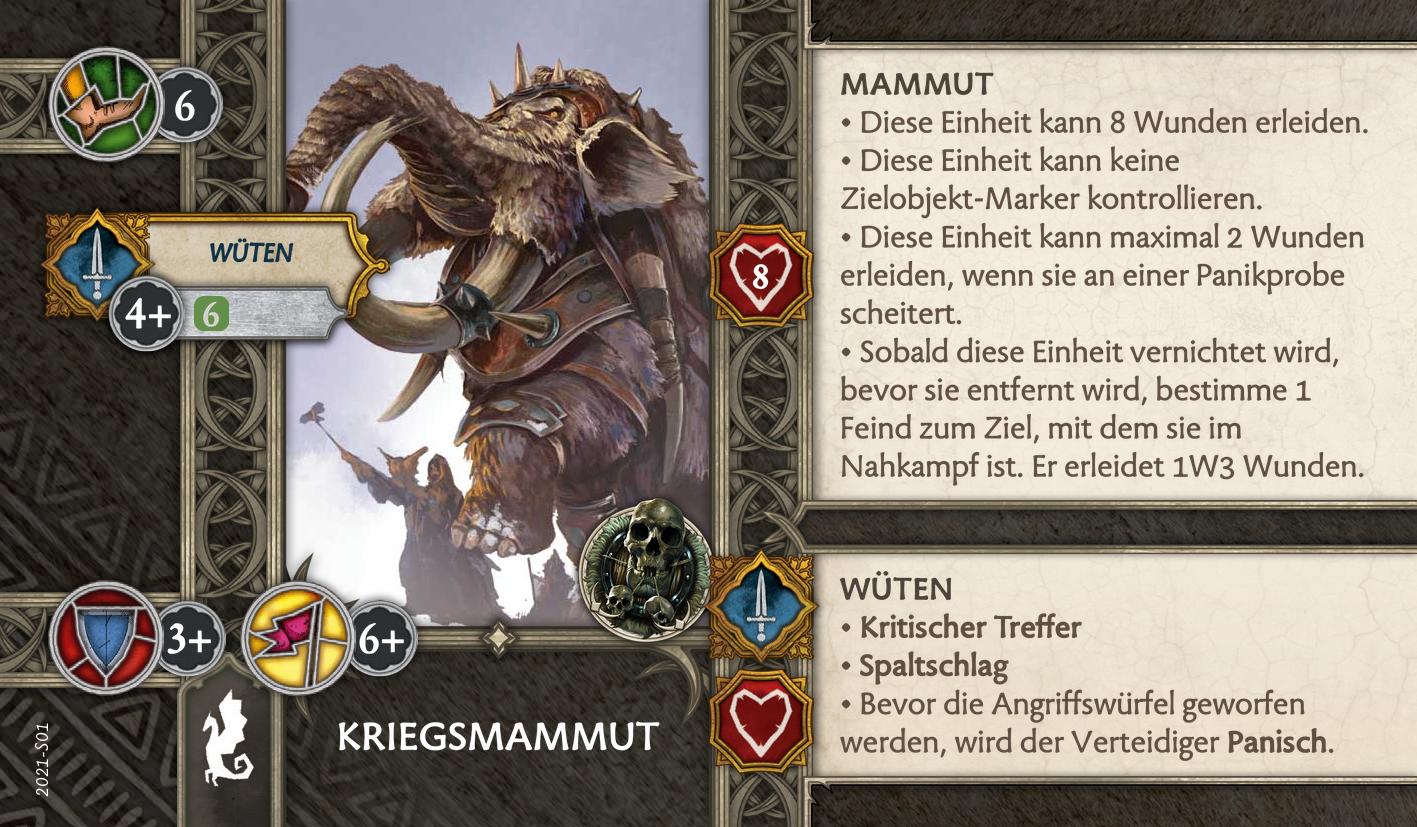 6
WÜTEN
4+ 6
8
3+
6+
KRIEGSMAMMUT
2021-S01
MAMMUT
• Diese Einheit kann 8 Wunden erleiden.
• Diese Einheit kann keine
Zielobjekt-Marker kontrollieren.
• Diese Einheit kann maximal 2 Wunden
erleiden, wenn sie an einer Panikprobe
scheitert.
• Sobald diese Einheit vernichtet wird,
bevor sie entfernt wird, bestimme 1
Feind zum Ziel, mit dem sie im
Nahkampf ist. Er erleidet 1W3 Wunden.
WÜTEN
• Kritischer Treffer
• Spaltschlag
• Bevor die Angriffswürfel geworfen
werden, wird der Verteidiger Panisch.